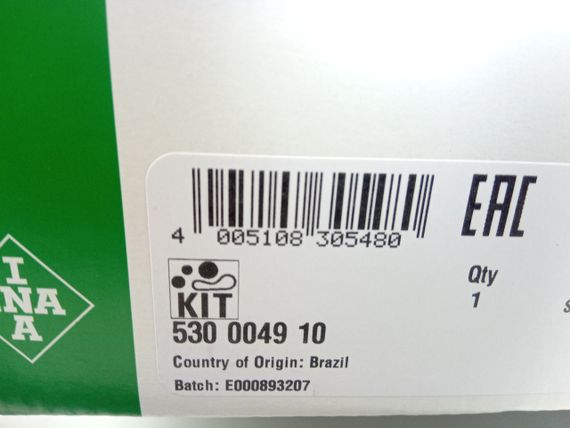 I
INA
A
EAC
4 005108 305480
Qty
1
KIT
530 0049 10
Country of Origin: Brazil
Batch: E000893207